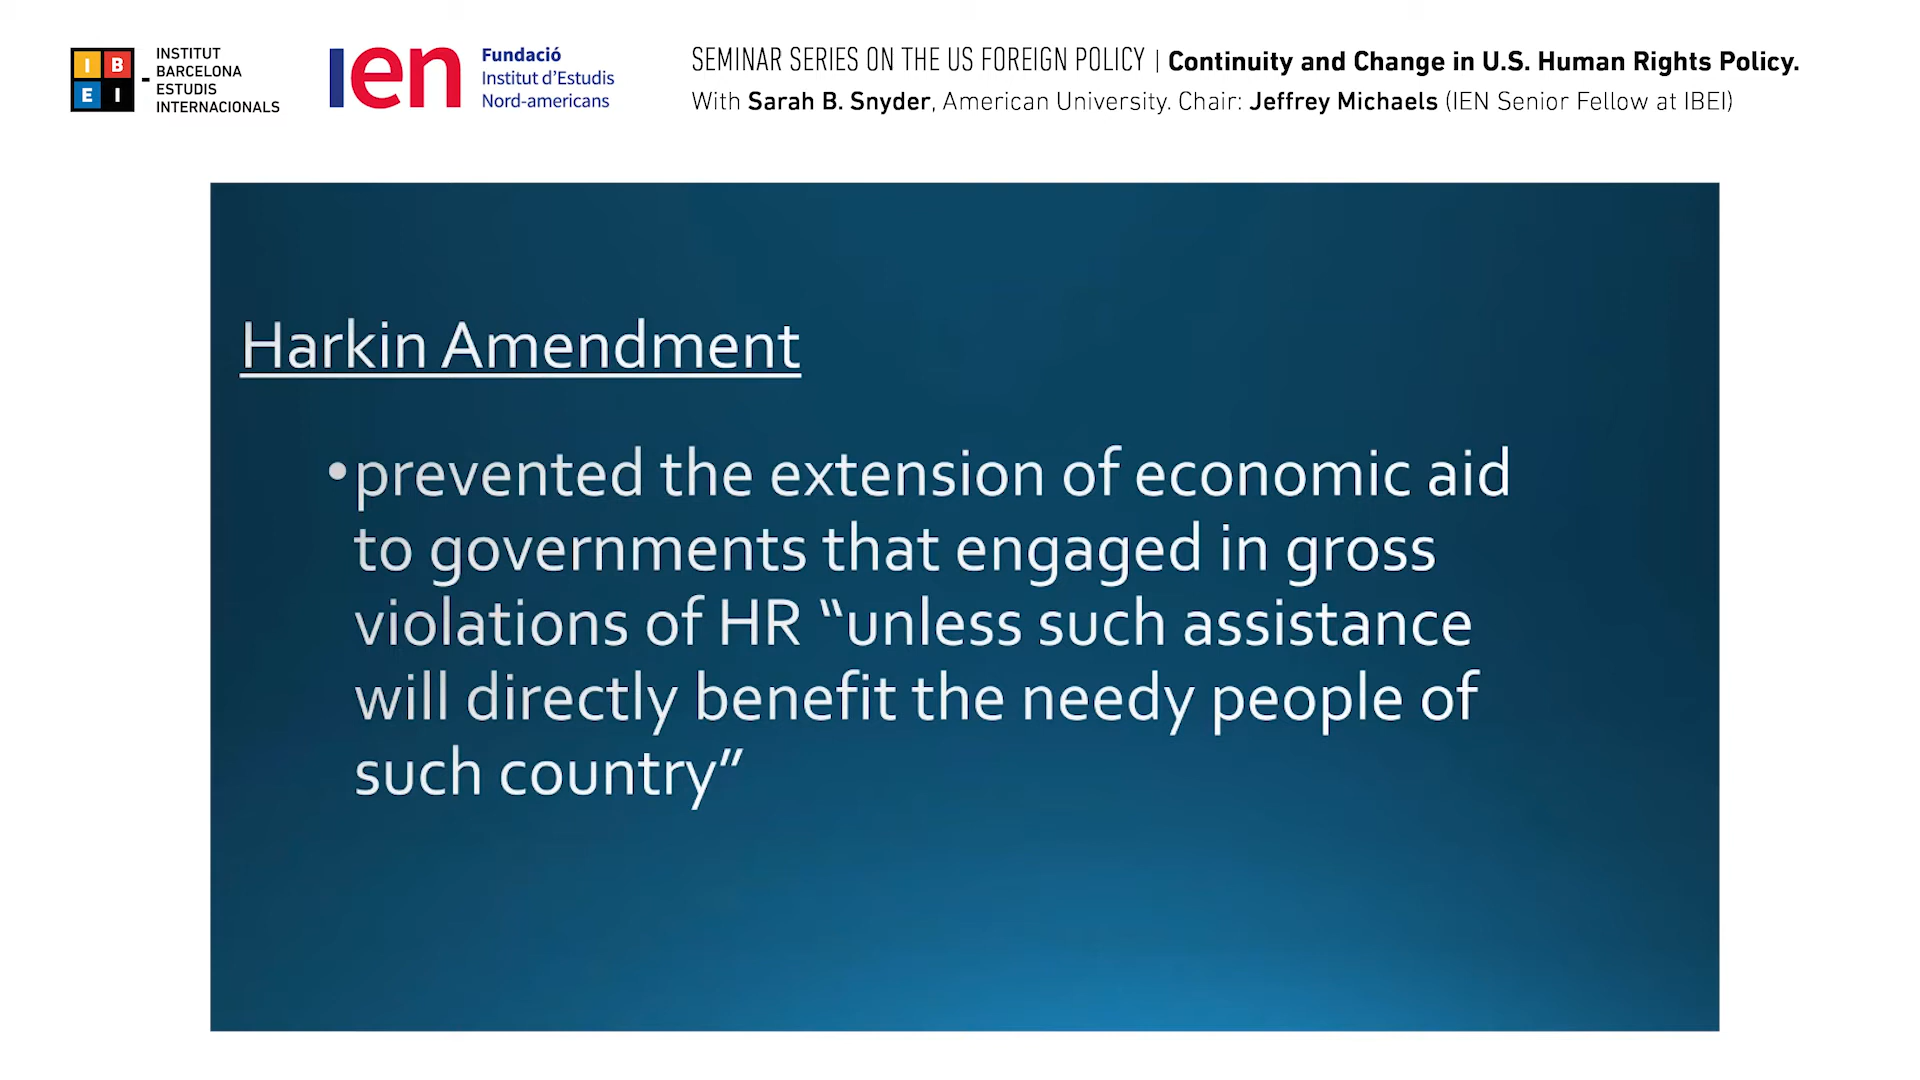 I B E I
INSTITUT
BARCELONA
ESTUDIS
INTERNACIONALS
ien
Fundació
Institut d'Estudis
Nord-americans
SEMINAR SERIES ON THE US FOREIGN POLICY | Continuity and Change in U.S. Human Rights Policy.
With Sarah B. Snyder, American University. Chair: Jeffrey Michaels (IEN Senior Fellow at IBEI)
Harkin Amendment
•prevented the extension of economic aid
to governments that engaged in gross
violations of HR “unless such assistance
will directly benefit the needy people of
such country”